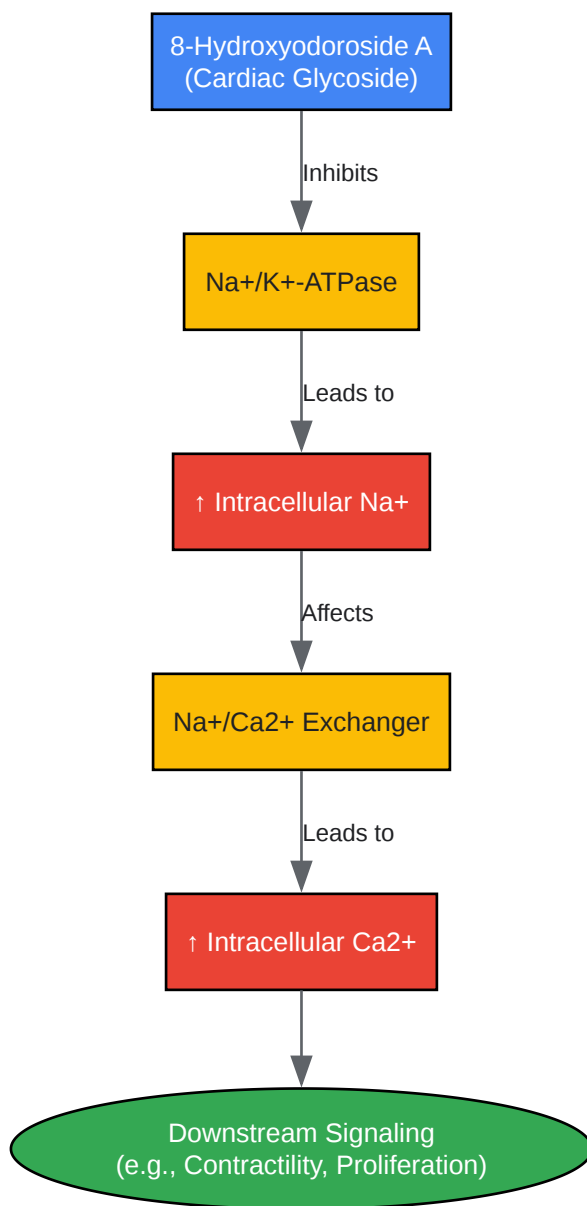 8-Hydroxyodoroside A
(Cardiac Glycoside)
Inhibits
Na+/K+-ATPase
Leads to
↑ Intracellular Na+
Affects
Na+/Ca2+ Exchanger
Leads to
↑ Intracellular Ca2+
Downstream Signaling
(e.g., Contractility, Proliferation)